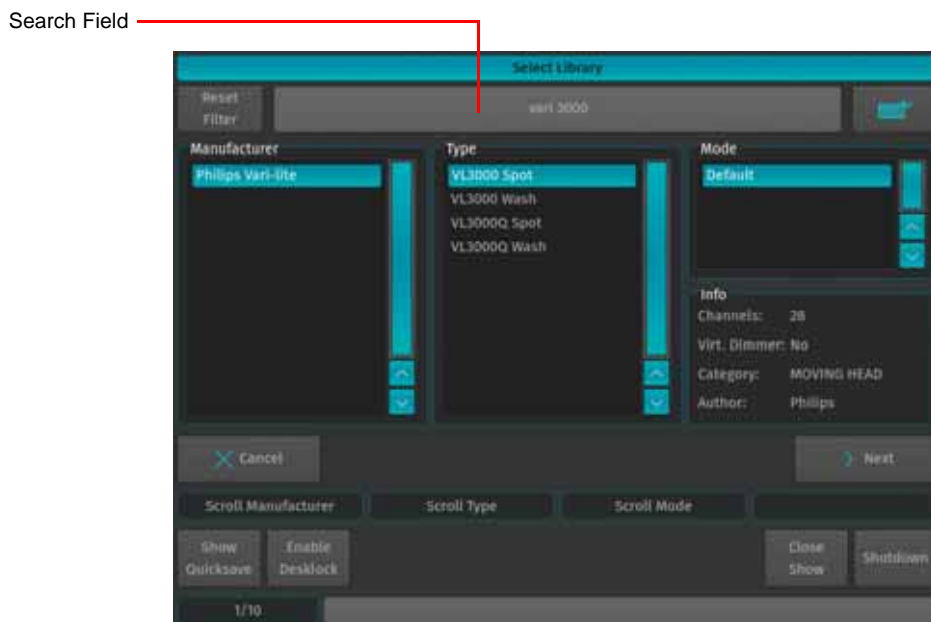 Search Field
Select Library
Reset
Filter
vari 3000
Manufacturer
Type
Mode
Philips Vari-lite
VL3000 Spot
VL3000 Wash
VL3000Q Spot
VL3000Q Wash
Default
Info
Channels: 28
Virt. Dimmer: No
Category: MOVING HEAD
Author: Philips
Cancel
Next
Scroll Manufacturer
Scroll Type
Scroll Mode
Show
Quicksave
Enable
Desklock
Close
Show
Shutdown
1/10